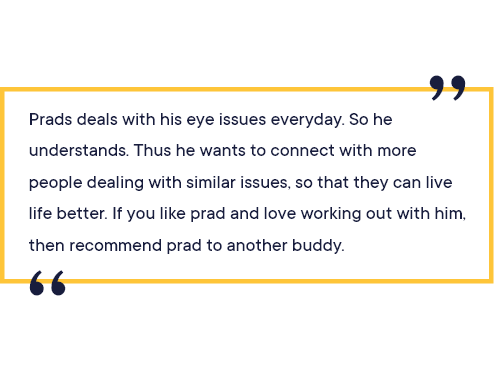 ”
Prads deals with his eye issues everyday. So he
understands. Thus he wants to connect with more
people dealing with similar issues, so that they can live
life better. If you like prad and love working out with him,
then recommend prad to another buddy.
“